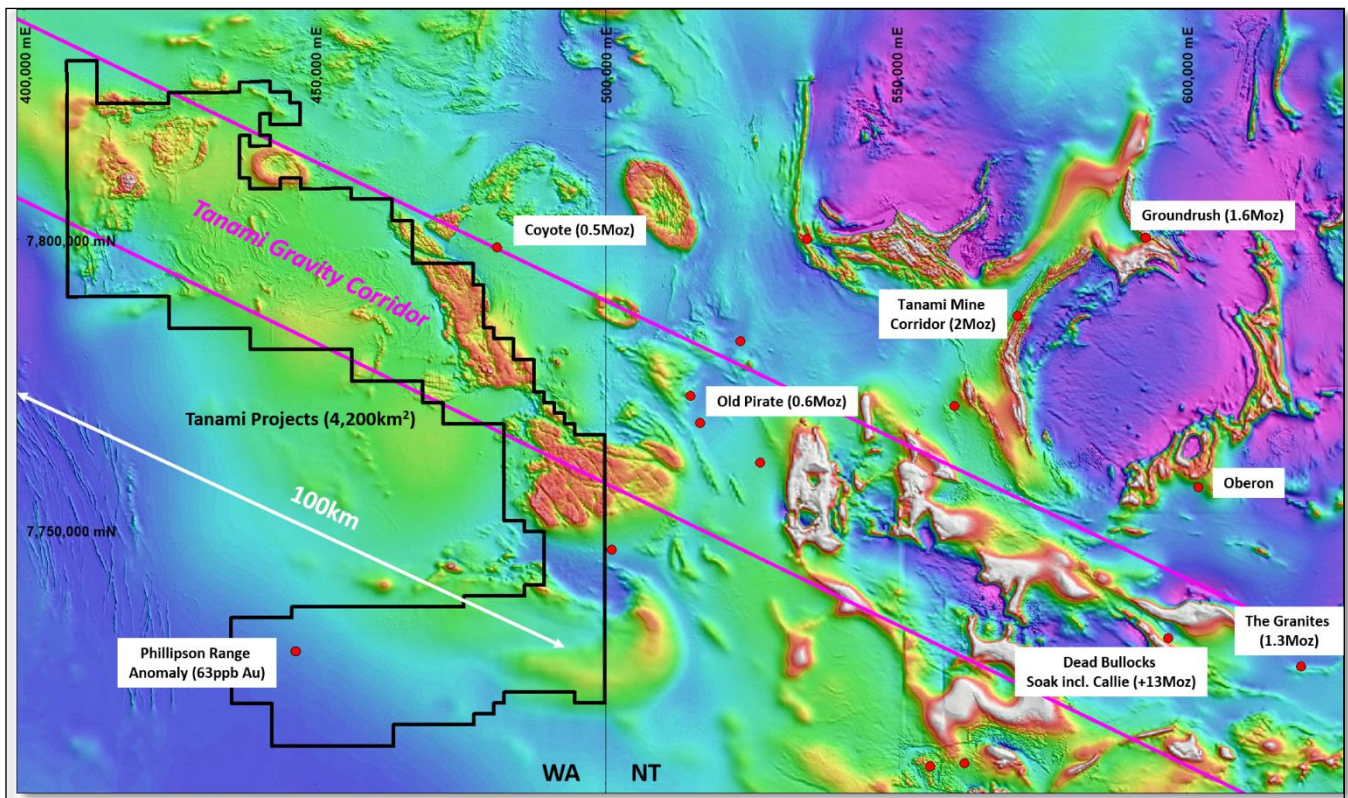 400,000 mE
450,000 mE
500,000 mE
550,000 mE
600,000 mE
7,800,000 mN
7,750,000 mN
Tanami Gravity Corridor
Coyote (0.5Moz)
Groundrush (1.6Moz)
Tanami Mine
Corridor (2Moz)
Old Pirate (0.6Moz)
Tanami Projects (4,200km²)
100km
Oberon
Phillipson Range
Anomaly (63ppb Au)
The Granites
(1.3Moz)
Dead Bullocks
Soak incl. Callie (+13Moz)
WA
NT